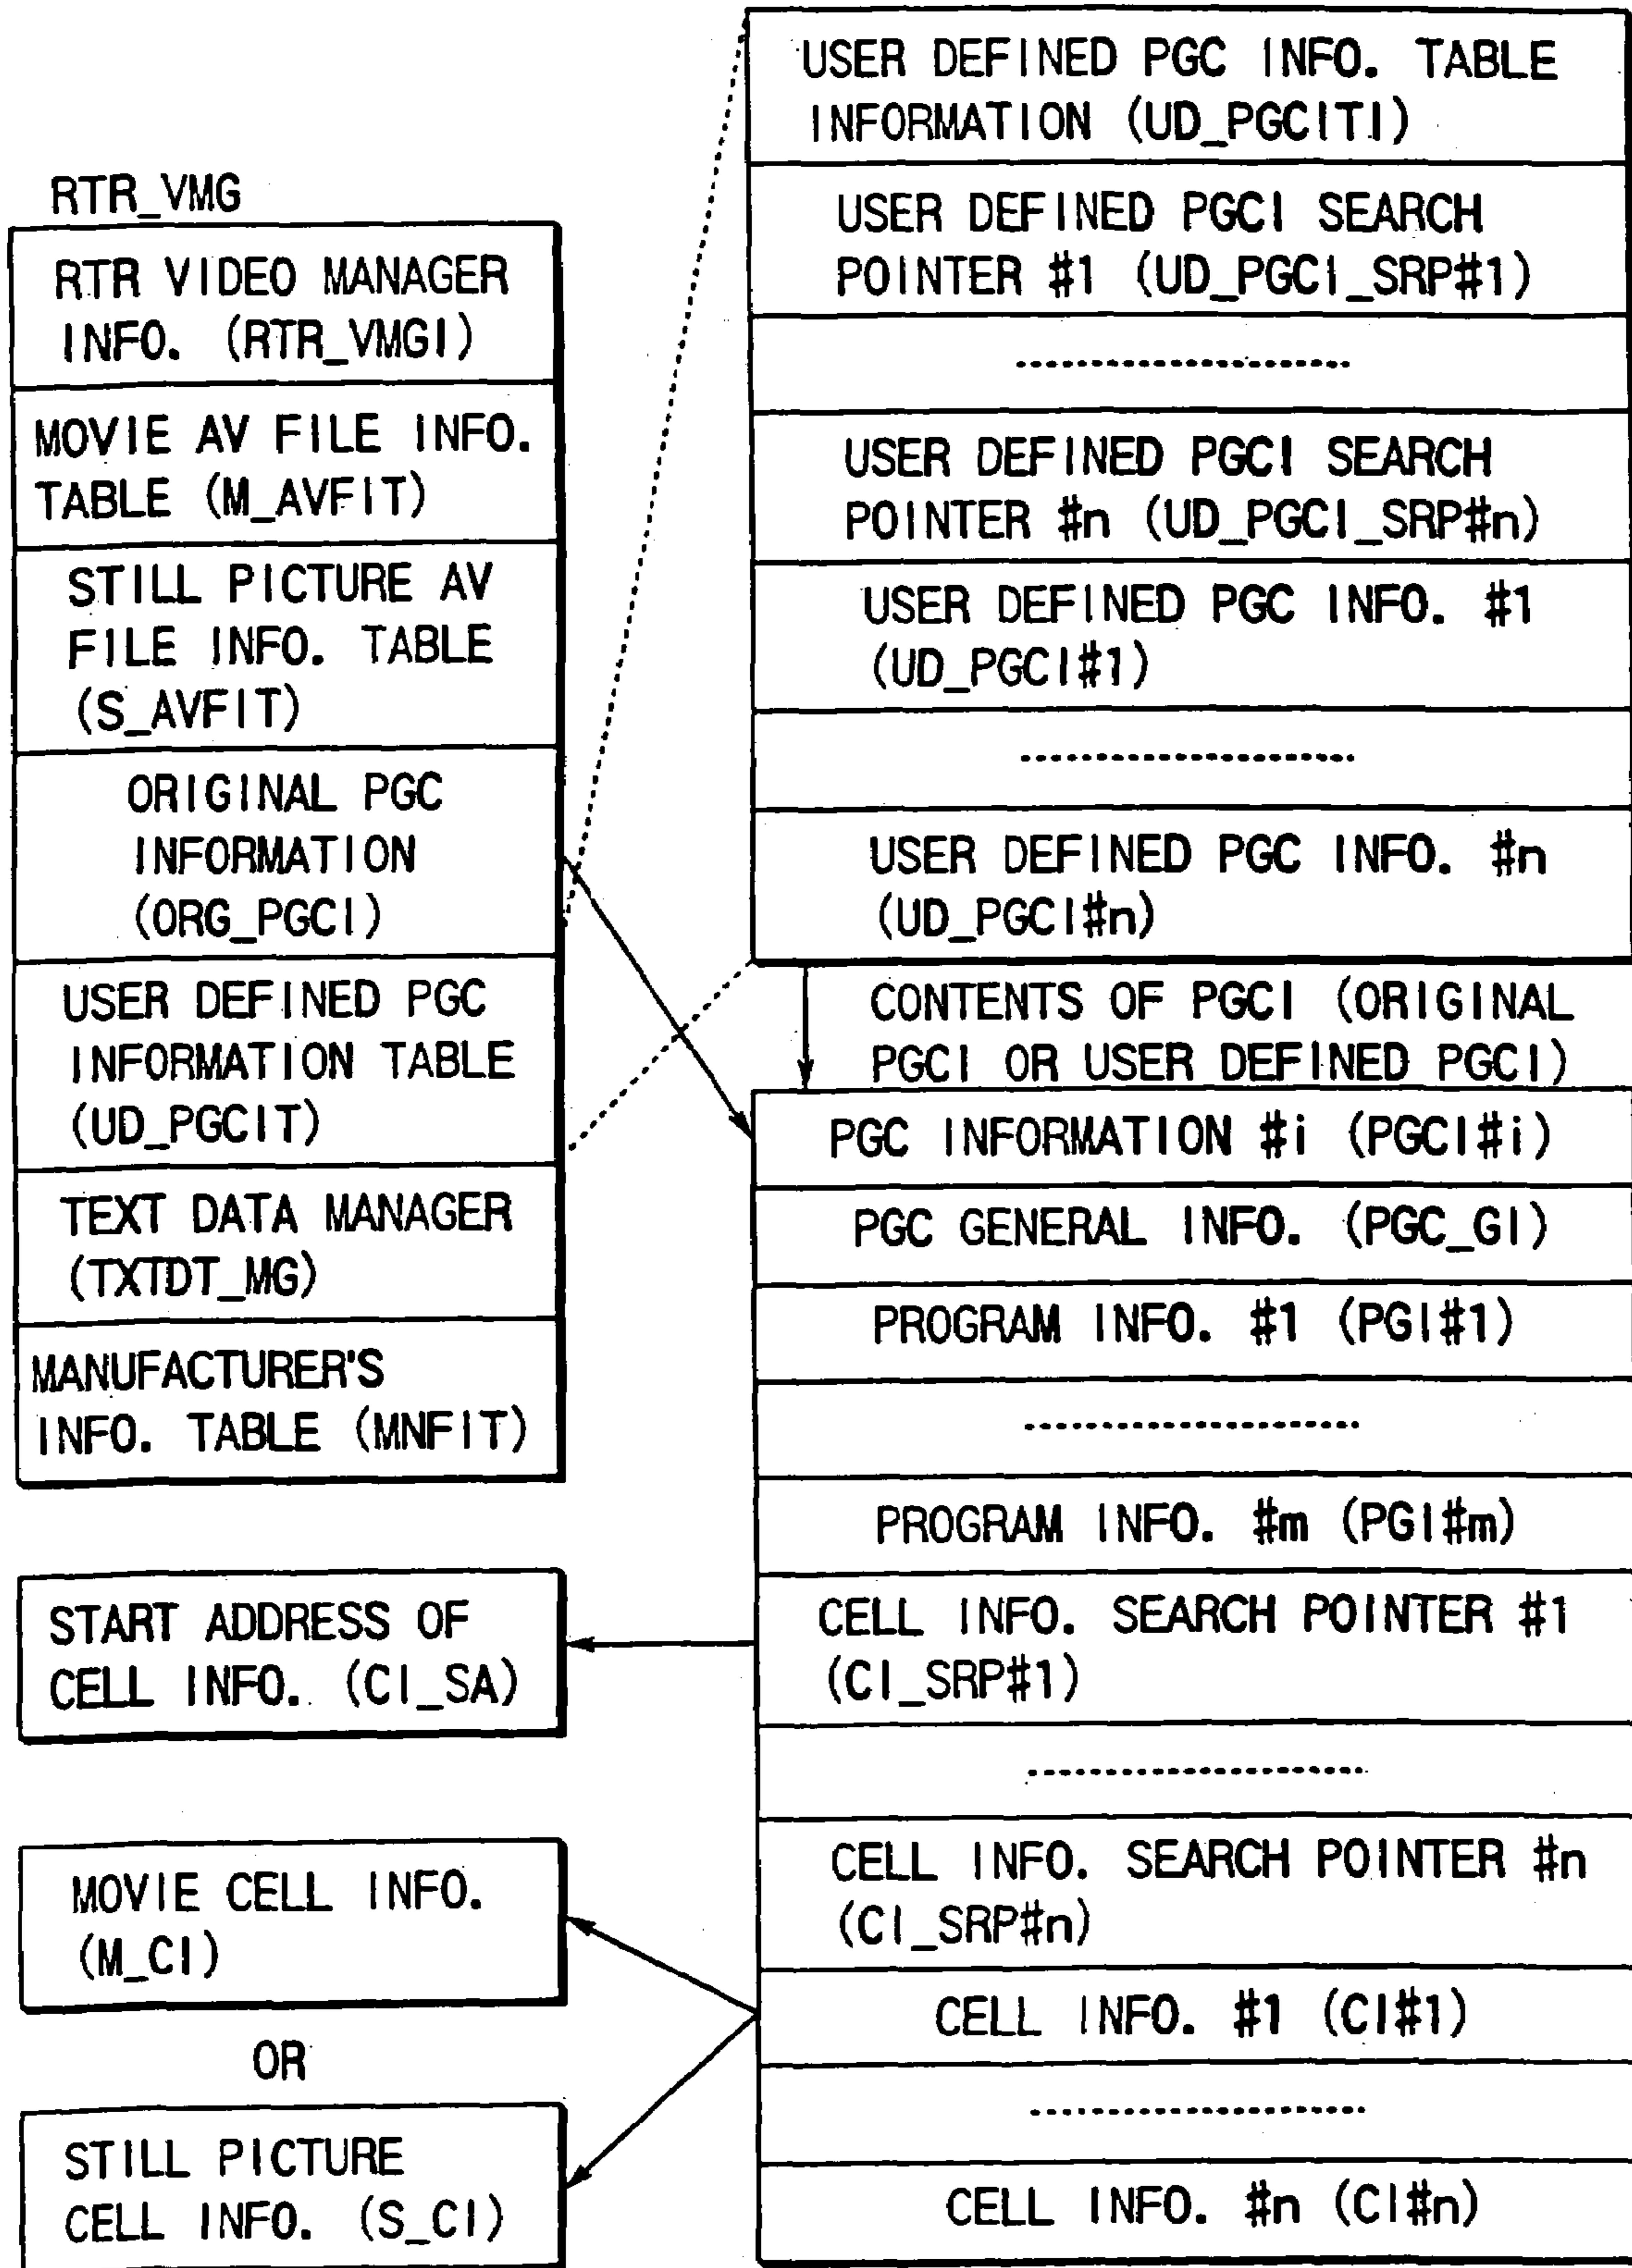 RTR_VMG
RTR VIDEO MANAGER
INFO. (RTR_VMGI)
MOVIE AV FILE INFO.
TABLE (M_AVFIT)
STILL PICTURE AV
FILE INFO. TABLE
(S_AVFIT)
ORIGINAL PGC
INFORMATION
(ORG_PGCI)
USER DEFINED PGC
INFORMATION TABLE
(UD_PGCIT)
TEXT DATA MANAGER
(TXTDT_MG)
MANUFACTURER'S
INFO. TABLE (MNFIT)
START ADDRESS OF
CELL INFO. (CI_SA)
MOVIE CELL INFO.
(M_CI)
OR
STILL PICTURE
CELL INFO. (S_CI)
USER DEFINED PGC INFO. TABLE
INFORMATION (UD_PGCITI)
USER DEFINED PGCI SEARCH
POINTER #1 (UD_PGCI_SRP#1)
USER DEFINED PGCI SEARCH
POINTER #n (UD_PGCI_SRP#n)
USER DEFINED PGC INFO. #1
(UD_PGCI#1)
USER DEFINED PGC INFO. #n
(UD_PGCI#n)
CONTENTS OF PGCI (ORIGINAL
PGCI OR USER DEFINED PGCI)
PGC INFORMATION #i (PGCI#i)
PGC GENERAL INFO. (PGC_GI)
PROGRAM INFO. #1 (PGI#1)
PROGRAM INFO. #m (PGI#m)
CELL INFO. SEARCH POINTER #1
(CI_SRP#1)
CELL INFO. SEARCH POINTER #n
(CI_SRP#n)
CELL INFO. #1 (CI#1)
CELL INFO. #n (CI#n)